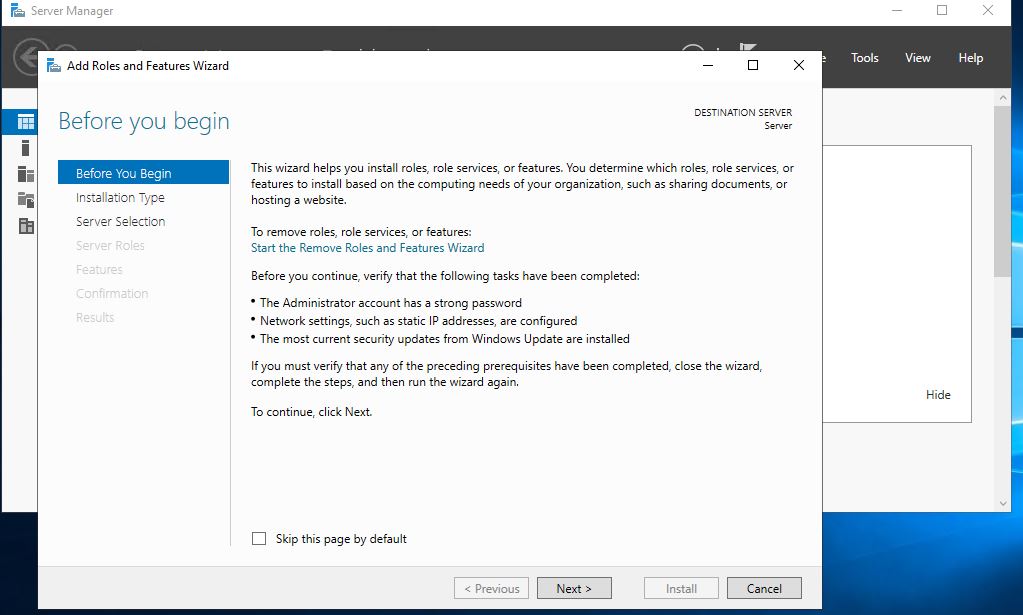 Server Manager
Tools View Help
Add Roles and Features Wizard
Before you begin
DESTINATION SERVER
Server
Before You Begin
Installation Type
Server Selection
Server Roles
Features
Confirmation
Results
This wizard helps you install roles, role services, or features. You determine which roles, role services, or
features to install based on the computing needs of your organization, such as sharing documents, or
hosting a website.
To remove roles, role services, or features:
Start the Remove Roles and Features Wizard
Before you continue, verify that the following tasks have been completed:
• The Administrator account has a strong password
• Network settings, such as static IP addresses, are configured
• The most current security updates from Windows Update are installed
If you must verify that any of the preceding prerequisites have been completed, close the wizard,
complete the steps, and then run the wizard again.
To continue, click Next.
Hide
Skip this page by default
< Previous Next > Install Cancel